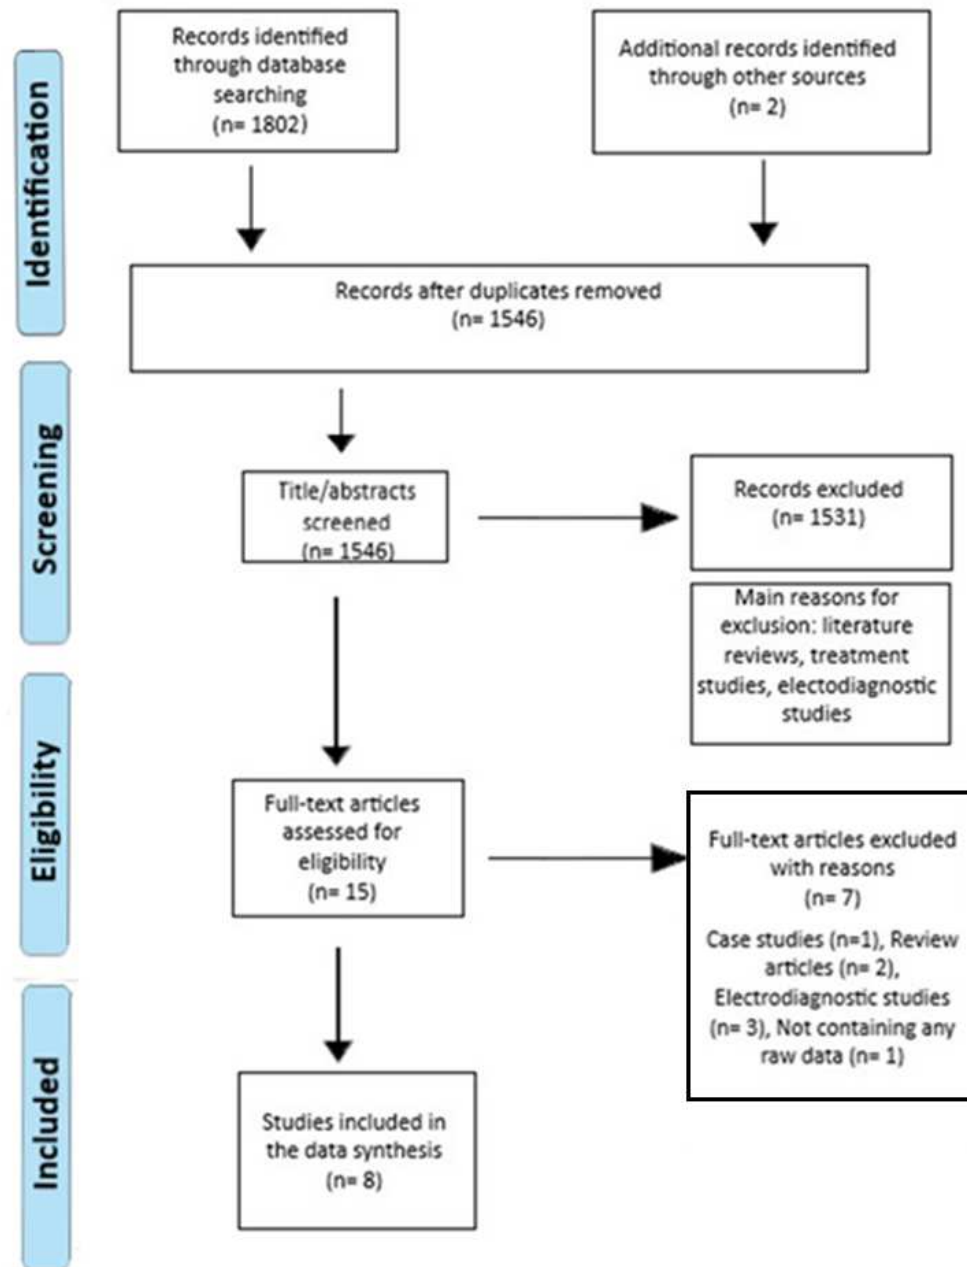 Identification
Records identified
through database
searching
(n= 1802)
Additional records identified
through other sources
(n= 2)
Records after duplicates removed
(n= 1546)
Screening
Title/abstracts
screened
(n= 1546)
Records excluded
(n= 1531)
Main reasons for
exclusion: literature
reviews, treatment
studies, electodiagnostic
studies
Eligibility
Full-text articles
assessed for
eligibility
(n= 15)
Full-text articles excluded
with reasons
(n= 7)
Case studies (n=1), Review
articles (n= 2),
Electrodiagnostic studies
(n= 3), Not containing any
raw data (n= 1)
Included
Studies included in
the data synthesis
(n= 8)